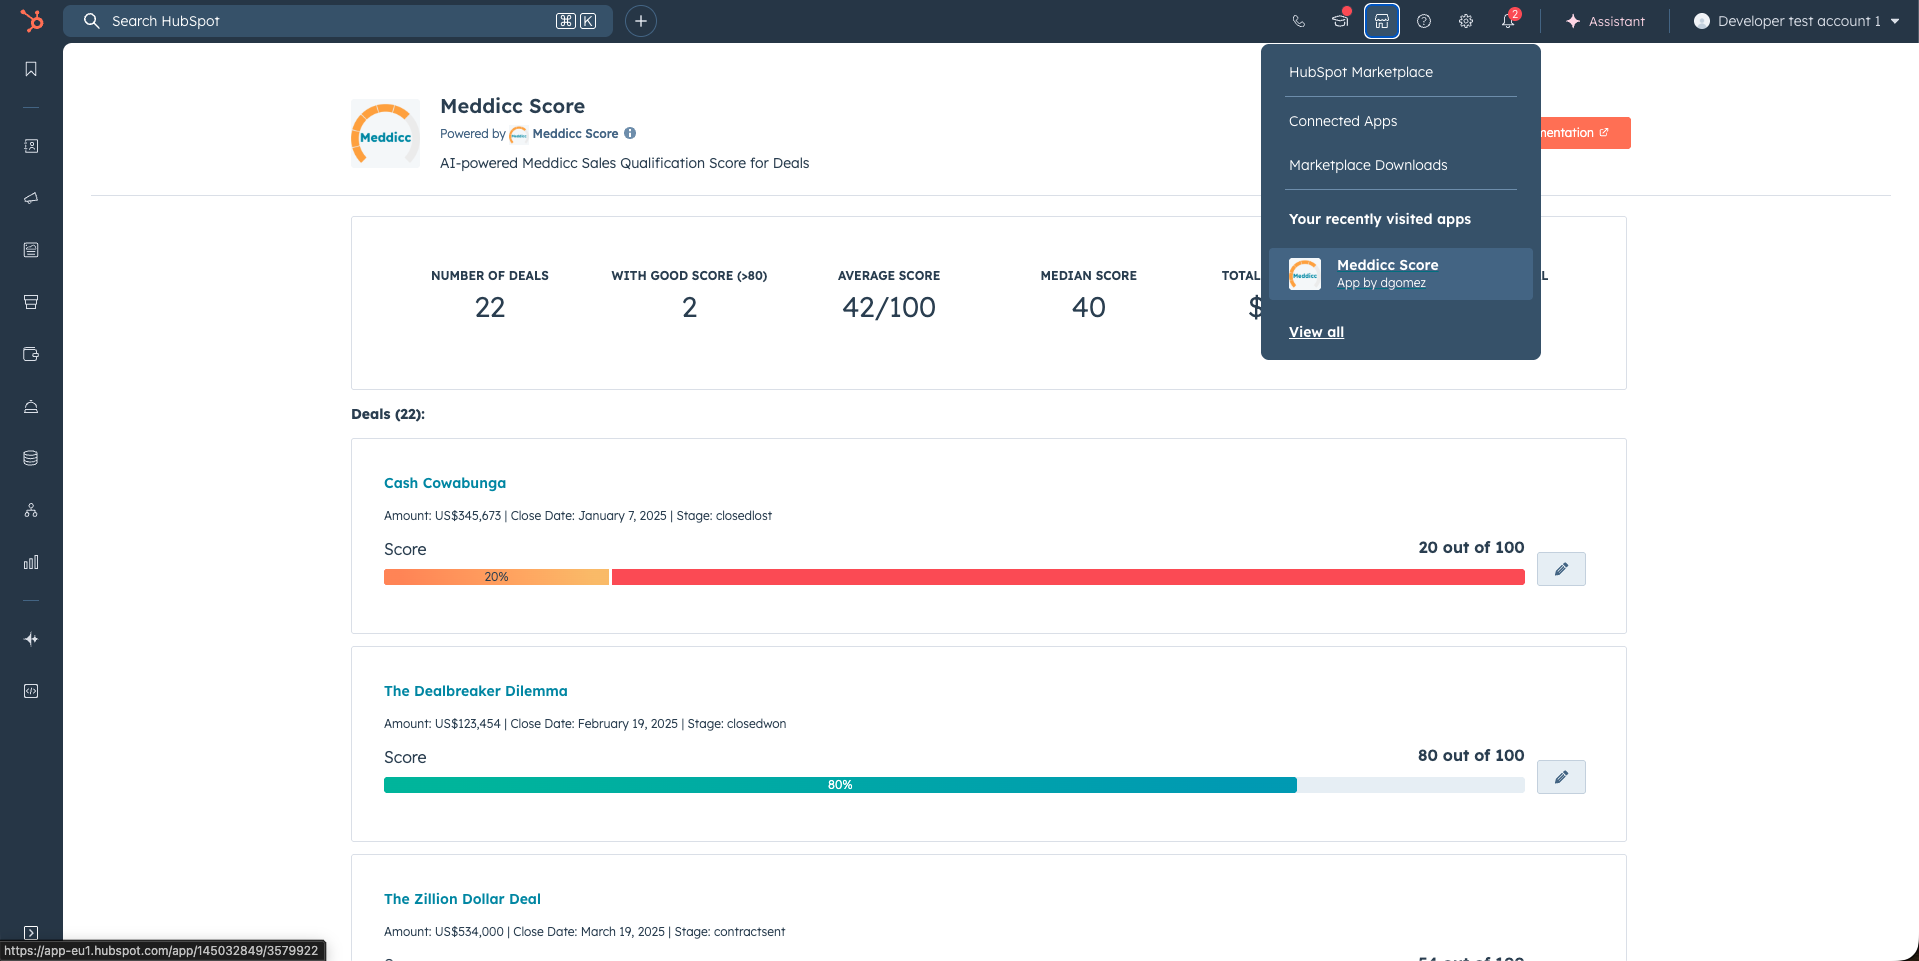 Search HubSpot
⌘ K
2
Assistant
Developer test account 1
HubSpot Marketplace
Connected Apps
Marketplace Downloads
Your recently visited apps
Meddicc
Meddicc Score
App by dgomez
View all
Meddicc
Meddicc Score
Powered by Meddicc Score
AI-powered Meddicc Sales Qualification Score for Deals
NUMBER OF DEALS
22
WITH GOOD SCORE (>80)
2
AVERAGE SCORE
42/100
MEDIAN SCORE
40
TOTAL
$
Deals (22):
Cash Cowabunga
Amount: US$345,673 | Close Date: January 7, 2025 | Stage: closedlost
Score
20 out of 100
20%
The Dealbreaker Dilemma
Amount: US$123,454 | Close Date: February 19, 2025 | Stage: closedwon
Score
80 out of 100
80%
The Zillion Dollar Deal
Amount: US$534,000 | Close Date: March 19, 2025 | Stage: contractsent
https://app-eu1.hubspot.com/app/145032849/3579922